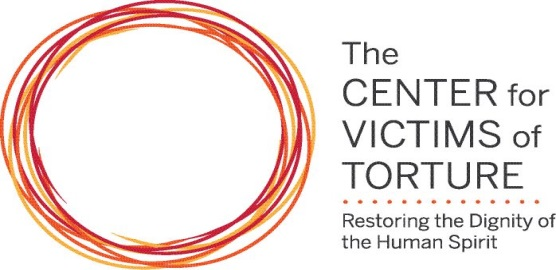 The
CENTER for
VICTIMS of
TORTURE
Restoring the Dignity of
the Human Spirit